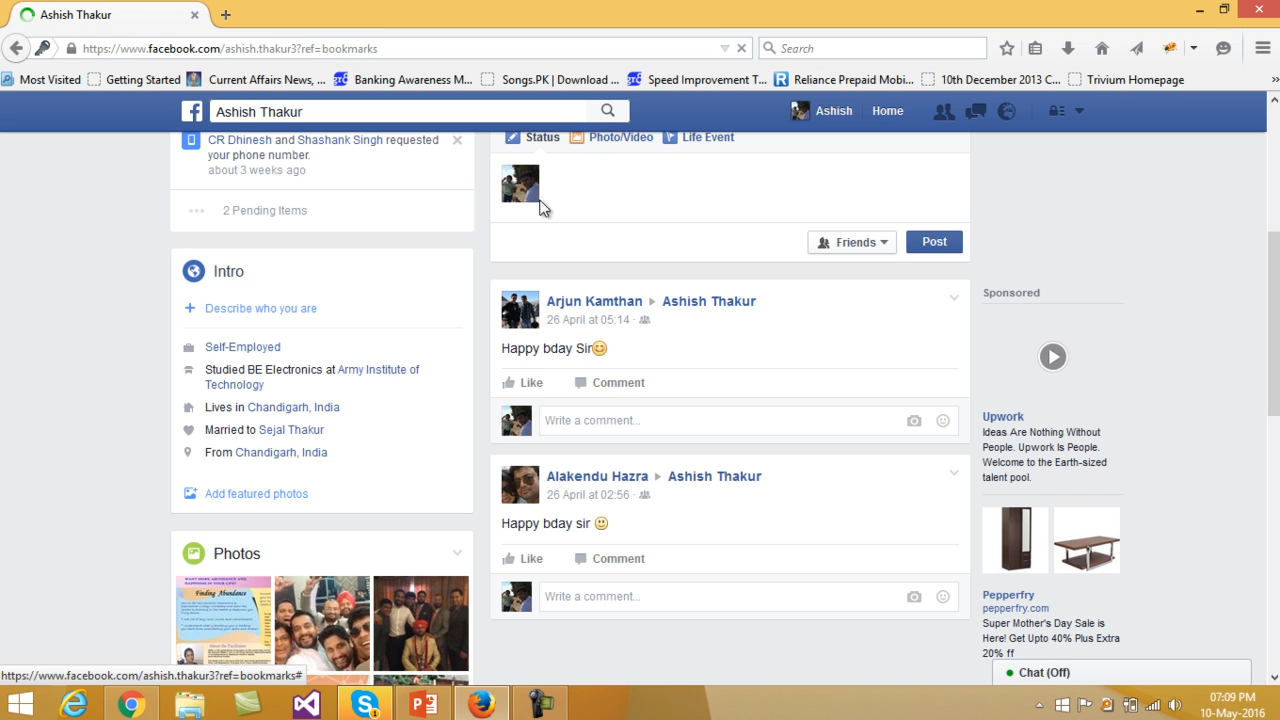 Ashish Thakur
https://www.facebook.com/ashish.thakur3?ref=bookmarks
Search
Most Visited
Getting Started
Current Affairs News, ...
Banking Awareness M...
Songs.PK | Download ...
Speed Improvement T...
Reliance Prepaid Mobi...
10th December 2013 C...
Trivium Homepage
Ashish Thakur
Ashish
Home
CR Dhinesh and Shashank Singh requested
your phone number.
about 3 weeks ago
2 Pending Items
Status
Photo/Video
Life Event
Friends
Post
Intro
Describe who you are
Self-Employed
Studied BE Electronics at Army Institute of
Technology
Lives in Chandigarh, India
Married to Sejal Thakur
From Chandigarh, India
Add featured photos
Photos
Finding Abundance
Arjun Kamthan ▸ Ashish Thakur
26 April at 05:14 ·
Happy bday Sir
Like
Comment
Write a comment...
Alakendu Hazra ▸ Ashish Thakur
26 April at 02:56 ·
Happy bday sir
Like
Comment
Write a comment...
Sponsored
Upwork
Ideas Are Nothing Without
People. Upwork Is People.
Welcome to the Earth-sized
talent pool.
Pepperfry
pepperfry.com
Super Mother's Day Sale is
Here! Get Upto 40% Plus Extra
20% ff
Chat (Off)
https://www.facebook.com/ashish.thakur3?ref=bookmarks#
07:09 PM
10-May-2016